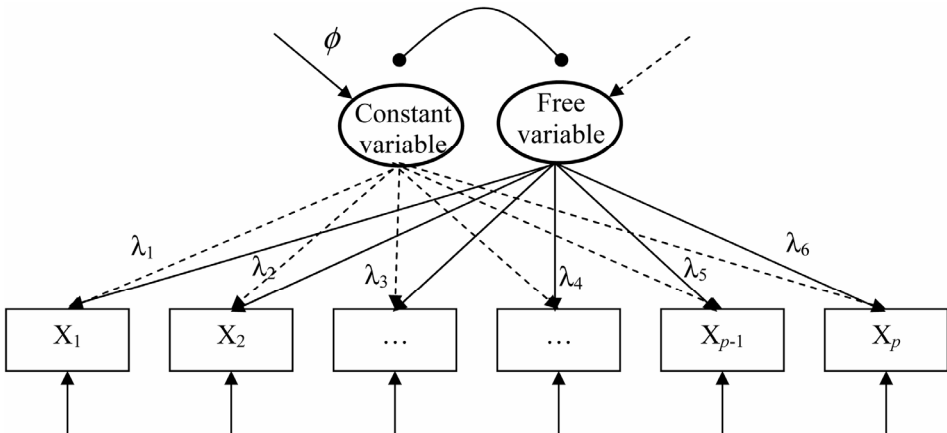 ϕ
Constant
variable
Free
variable
λ1
λ2
λ3
λ4
λ5
λ6
X1
X2
...
...
Xp-1
Xp